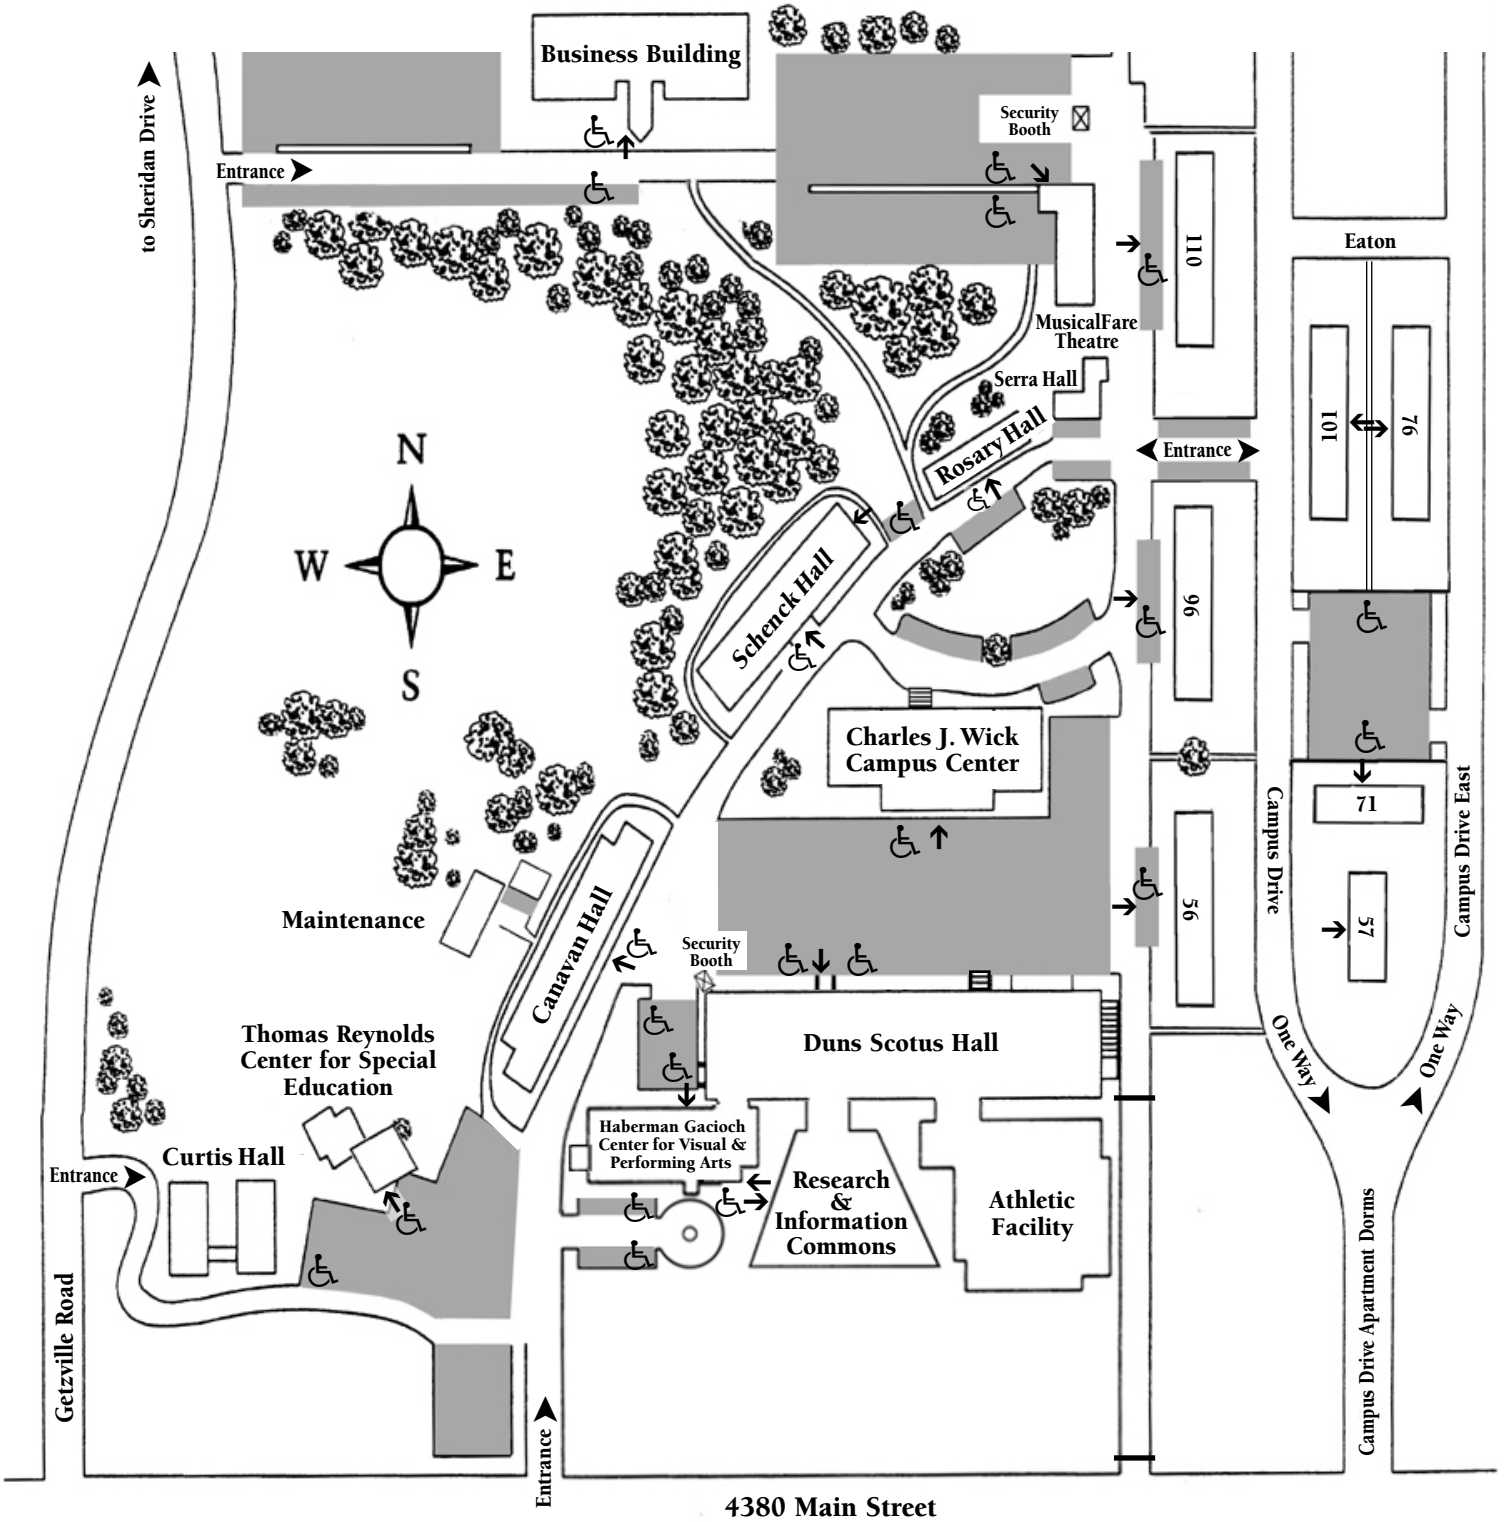 Business Building
to Sheridan Drive
Security
Booth
Entrance
110
Eaton
MusicalFare
Theatre
Serra Hall
Rosary Hall
101
76
Entrance
N
W
E
S
Schenck Hall
96
Charles J. Wick
Campus Center
71
Campus Drive
Campus Drive East
Canavan Hall
Maintenance
56
57
Security
Booth
Thomas Reynolds
Center for Special
Education
Duns Scotus Hall
One Way
One Way
Haberman Gacioch
Center for Visual &
Performing Arts
Curtis Hall
Entrance
Research
&
Information
Commons
Athletic
Facility
Getzville Road
Campus Drive Apartment Dorms
Entrance
4380 Main Street